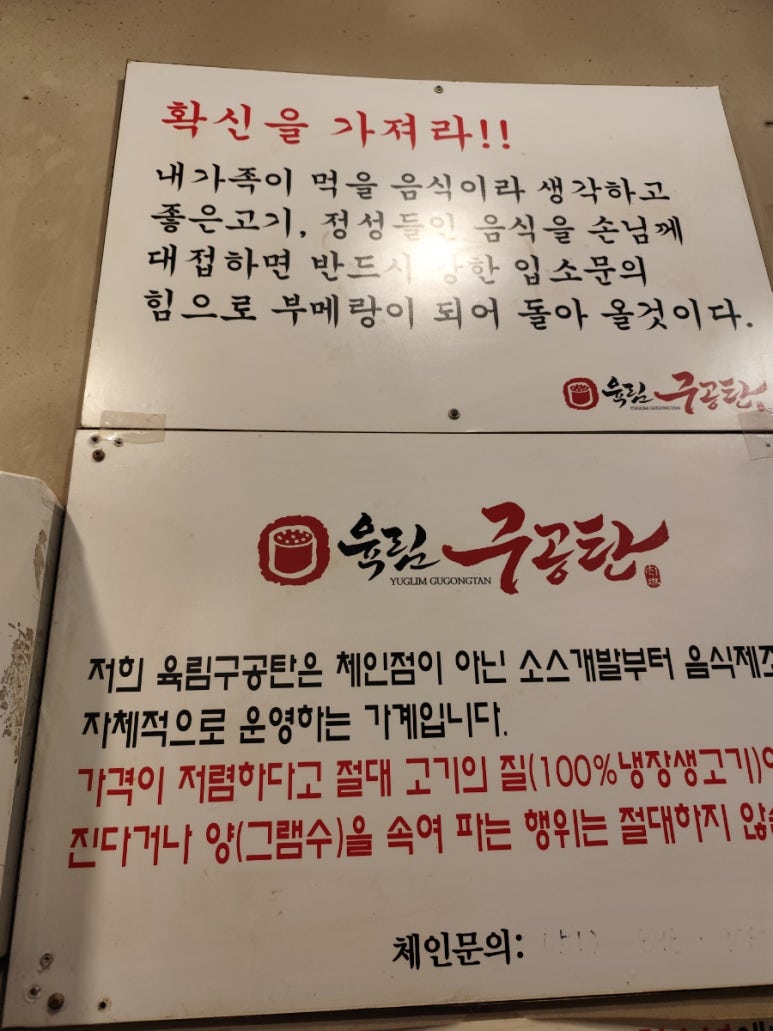 확신을 가져라!!
내가족이 먹을 음식이라 생각하고
좋은고기, 정성들인 음식을 손님께
대접하면 반드시 강한 입소문의
힘으로 부메랑이 되어 돌아 올것이다.
육림 구공탄
YUGLIM GUGONGTAN
육림 구공탄
YUGLIM GUGONGTAN
저희 육림구공탄은 체인점이 아닌 소스개발부터 음식제조
자체적으로 운영하는 가계입니다.
가격이 저렴하다고 절대 고기의 질(100%냉장생고기)이
진다거나 양(그램수)을 속여 파는 행위는 절대하지 않
체인문의: